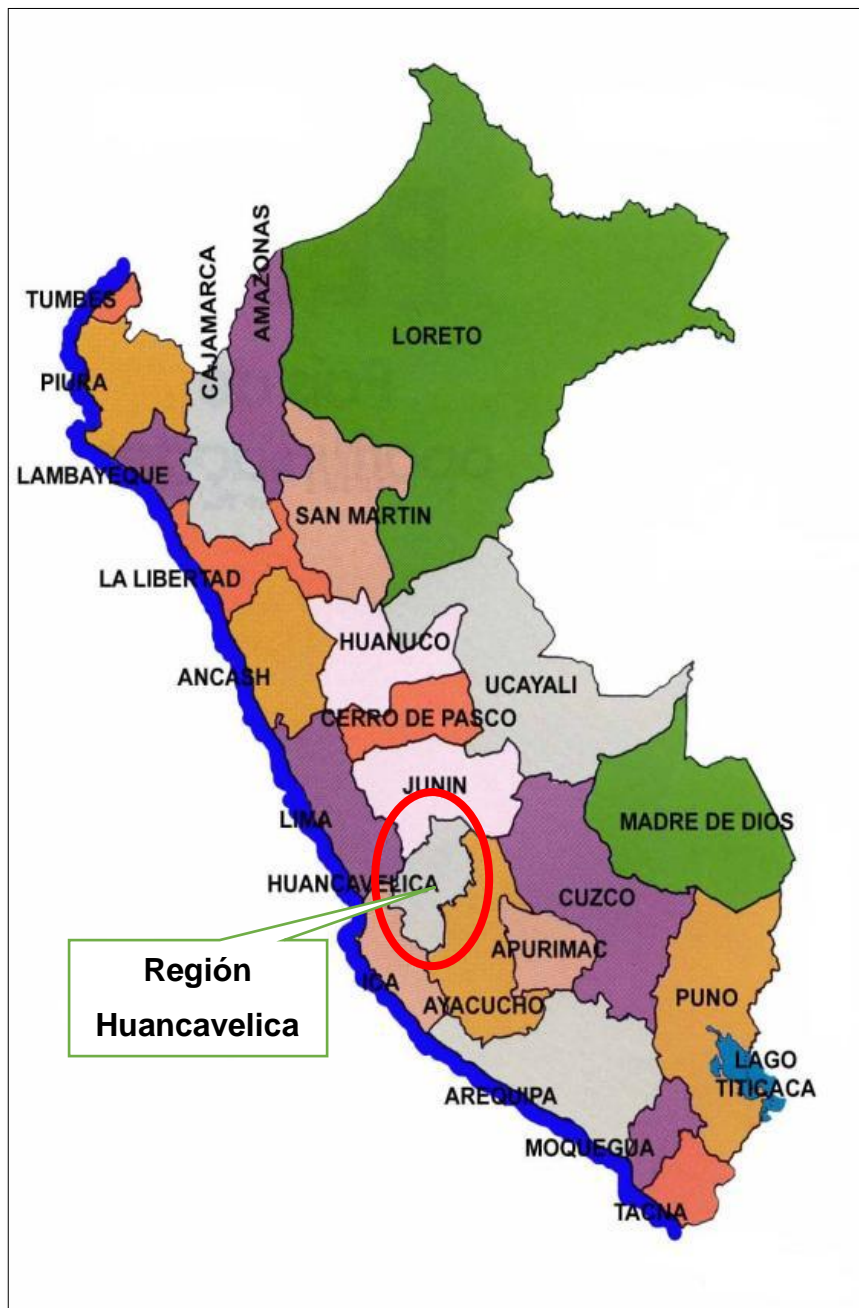 CAJAMARCA
AMAZONAS
TUMBES
LORETO
PIURA
LAMBAYEQUE
SAN MARTIN
LA LIBERTAD
HUANUCO
ANCASH
UCAYALI
CERRO DE PASCO
JUNIN
LIMA
MADRE DE DIOS
HUANCAVELICA
CUZCO
APURIMAC
Región
Huancavelica
ICA
AYACUCHO
PUNO
LAGO
TITICACA
AREQUIPA
MOQUEGUA
TACNA